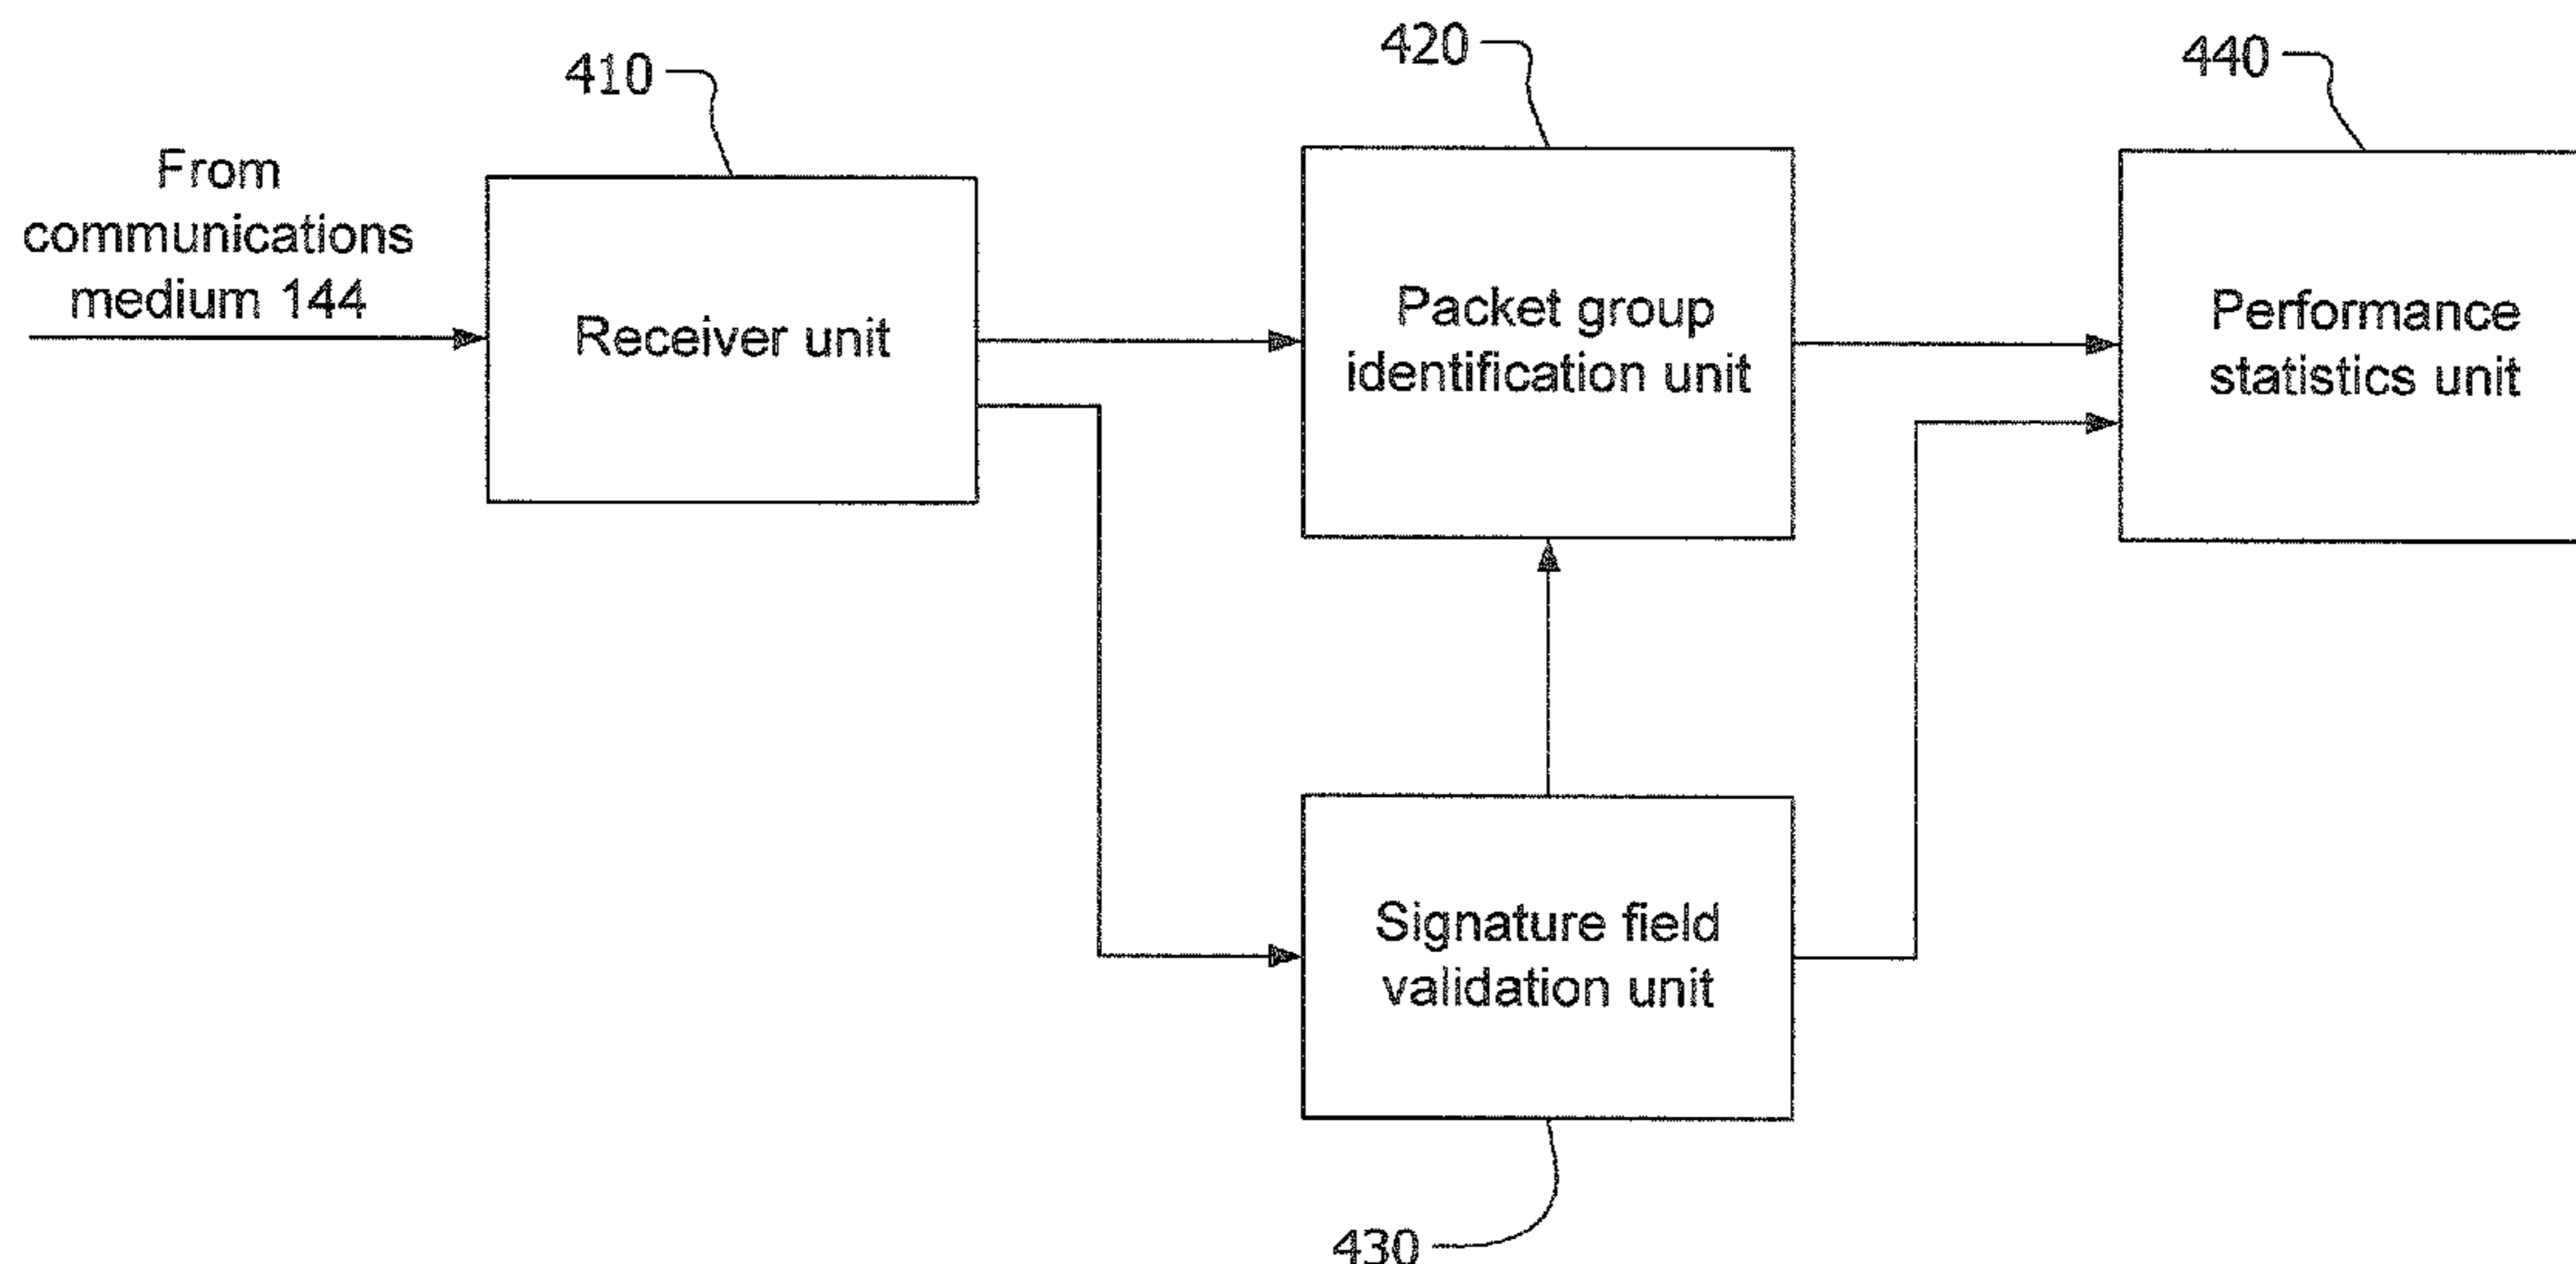 410
420
440
From
communications
medium 144
Receiver unit
Packet group
identification unit
Performance
statistics unit
Signature field
validation unit
430